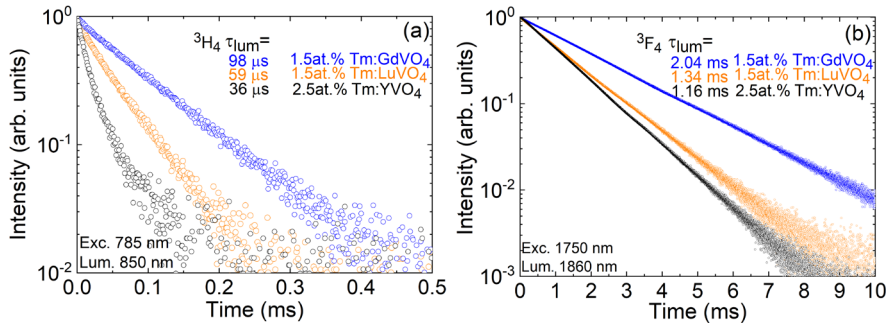 (a)
³H₄ τlum=
98 μs 1.5at.% Tm:GdVO₄
59 μs 1.5at.% Tm:LuVO₄
36 μs 2.5at.% Tm:YVO₄
Exc. 785 nm
Lum. 850 nm
10⁰
10⁻¹
10⁻²
Intensity (arb. units)
0.0 0.1 0.2 0.3 0.4 0.5
Time (ms)
(b)
³F₄ τlum=
2.04 ms 1.5at.% Tm:GdVO₄
1.34 ms 1.5at.% Tm:LuVO₄
1.16 ms 2.5at.% Tm:YVO₄
Exc. 1750 nm
Lum. 1860nm
10⁰
10⁻¹
10⁻²
10⁻³
Intensity (arb. units)
0 1 2 3 4 5 6 7 8 9 10
Time (ms)